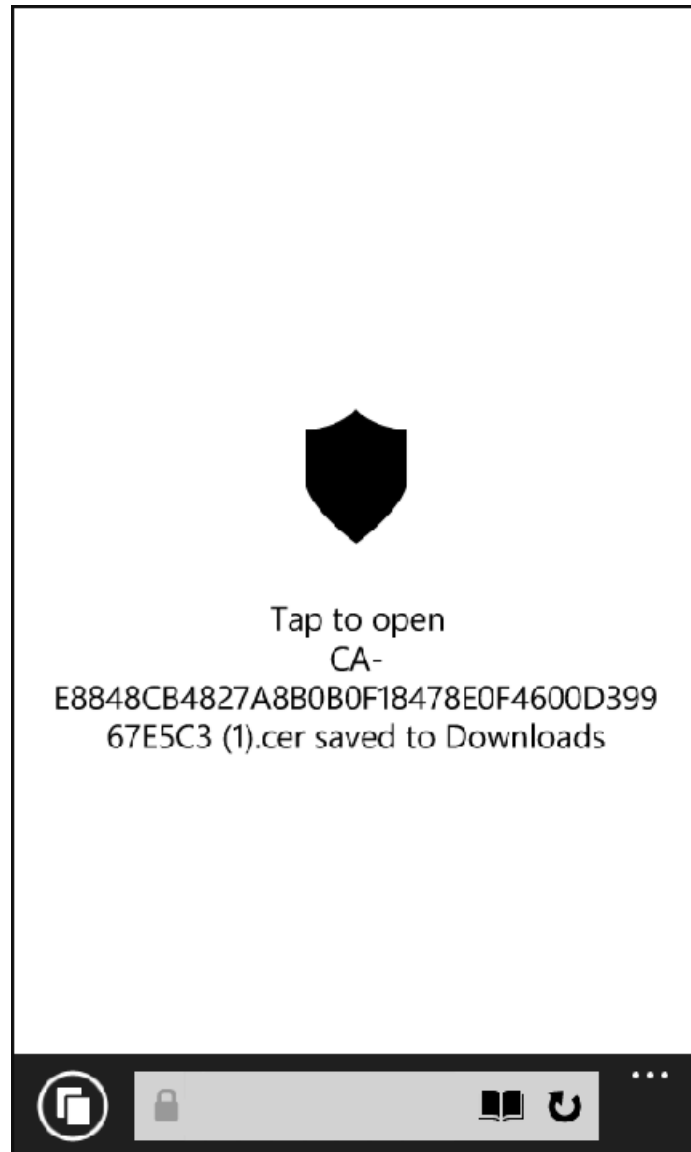 Tap to open
CA-
E8848CB4827A8B0B0F18478E0F4600D399
67E5C3 (1).cer saved to Downloads